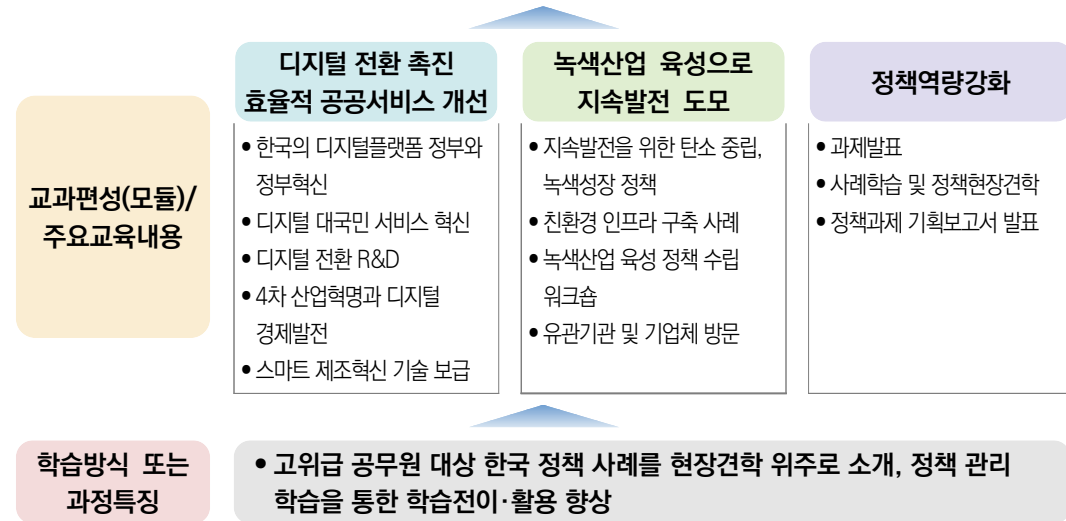 디지털 전환 촉진
효율적 공공서비스 개선
녹색산업 육성으로
지속발전 도모
정책역량강화
교과편성(모듈)/
주요교육내용
• 한국의 디지털플랫폼 정부와
정부혁신
• 디지털 대국민 서비스 혁신
• 디지털 전환 R&D
• 4차 산업혁명과 디지털
경제발전
• 스마트 제조혁신 기술 보급
• 지속발전을 위한 탄소 중립,
녹색성장 정책
• 친환경 인프라 구축 사례
• 녹색산업 육성 정책 수립
워크숍
• 유관기관 및 기업체 방문
• 과제발표
• 사례학습 및 정책현장견학
• 정책과제 기획보고서 발표
학습방식 또는
과정특징
• 고위급 공무원 대상 한국 정책 사례를 현장견학 위주로 소개, 정책 관리
학습을 통한 학습전이·활용 향상